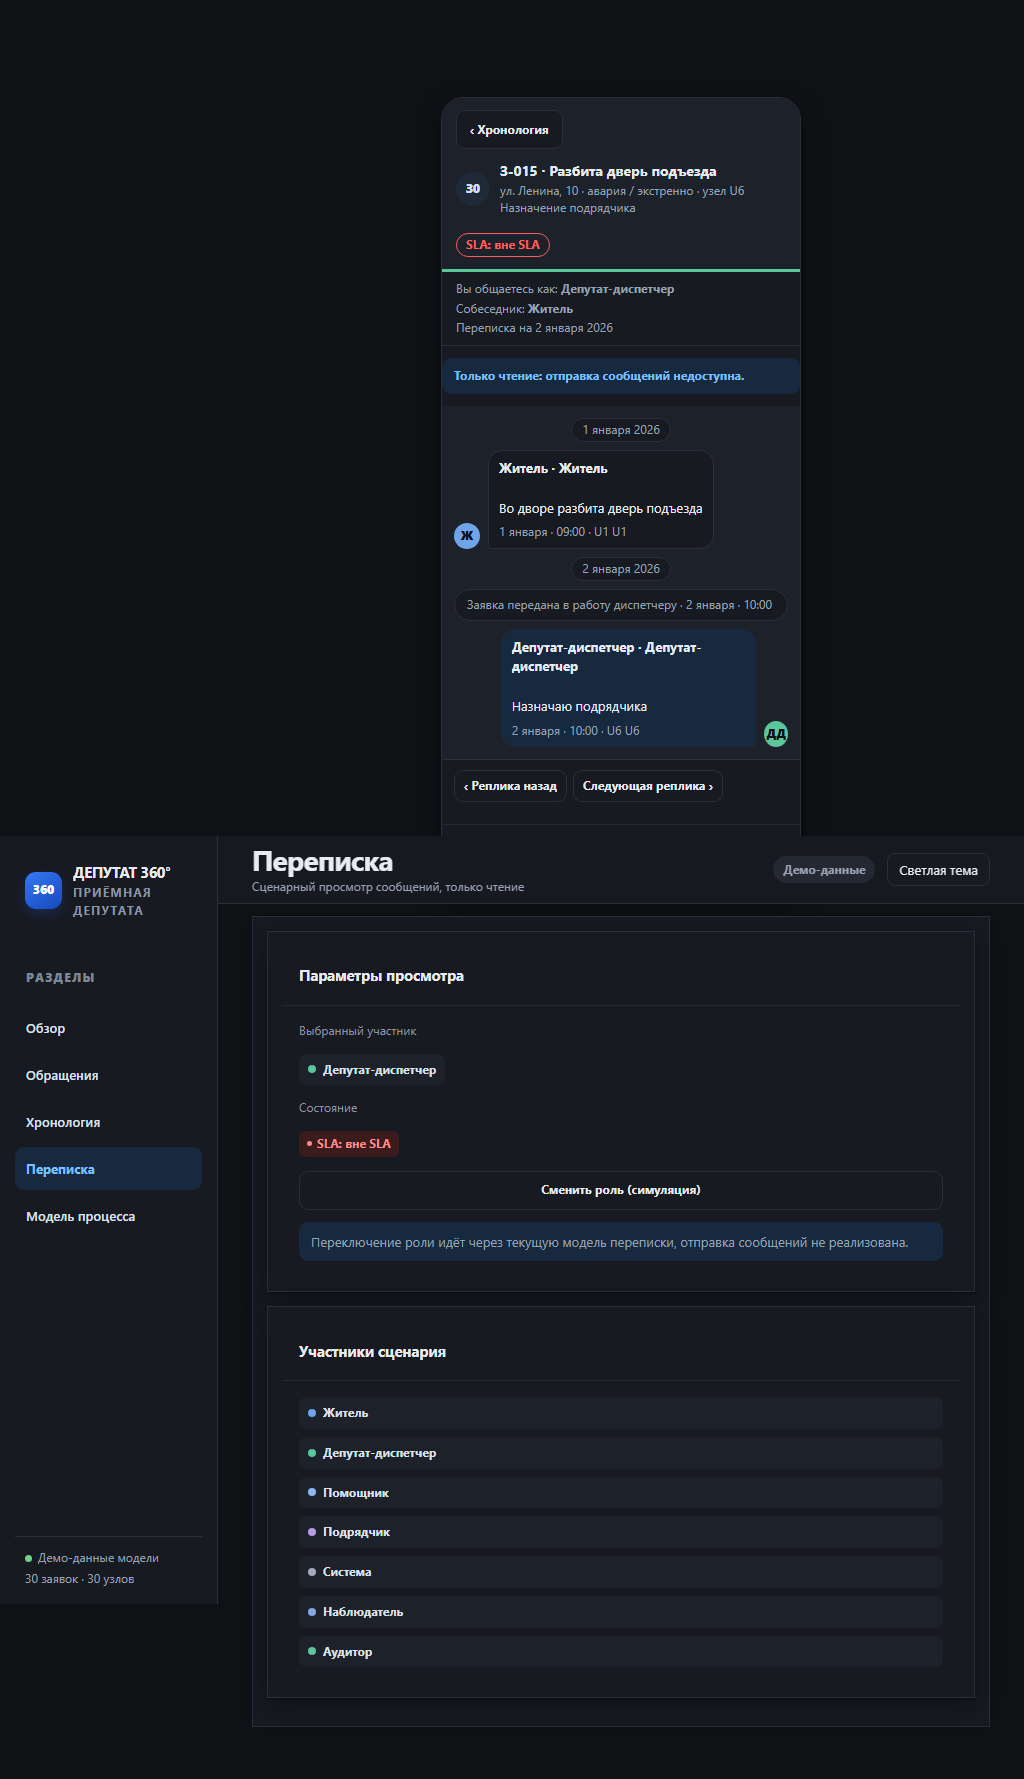 ‹ Хронология
ЗО
З-015 · Разбита дверь подъезда
ул. Ленина, 10 · авария / экстренно · узел U6
Назначение подрядчика
SLA: вне SLA
Вы общаетесь как: Депутат-диспетчер
Собеседник: Житель
Переписка на 2 января 2026
Только чтение: отправка сообщений недоступна.
1 января 2026
Житель · Житель
Во дворе разбита дверь подъезда
1 января · 09:00 · U1 U1
Ж
2 января 2026
Заявка передана в работу диспетчеру · 2 января · 10:00
Депутат-диспетчер · Депутат-
диспетчер
Назначаю подрядчика
2 января · 10:00 · U6 U6
ДД
‹ Реплика назад
Следующая реплика ›
360
ДЕПУТАТ 360°
ПРИЁМНАЯ
ДЕПУТАТА
РАЗДЕЛЫ
Обзор
Обращения
Хронология
Переписка
Модель процесса
Демо-данные модели
30 заявок · 30 узлов
Переписка
Сценарный просмотр сообщений, только чтение
Демо-данные
Светлая тема
Параметры просмотра
Выбранный участник
Депутат-диспетчер
Состояние
SLA: вне SLA
Сменить роль (симуляция)
Переключение роли идёт через текущую модель переписки, отправка сообщений не реализована.
Участники сценария
Житель
Депутат-диспетчер
Помощник
Подрядчик
Система
Наблюдатель
Аудитор